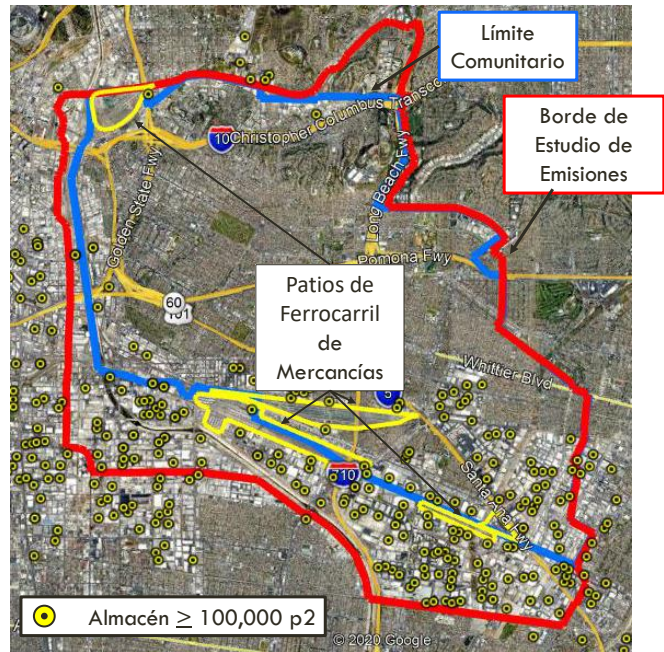 Límite
Comunitario
10
Christopher Columbus Transco
Borde de
Estudio de
Emisiones
Golden State Fwy
Long Beach Fwy
Pomona Fwy
Patios de
Ferrocarril
de
Mercancías
60
101
Whittier Blvd
Santa Ana Fwy
10
Almacén ≥ 100,000 p2
© 2020 Google